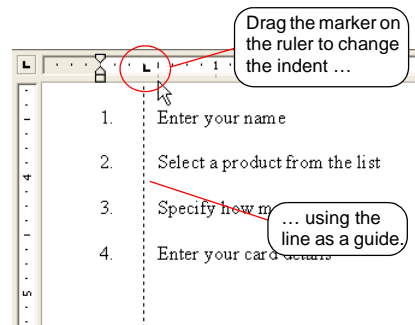 Drag the marker on
the ruler to change
the indent …
1
1. Enter your name
2. Select a product from the list
3. Specify how m
… using the
line as a guide.
4. Enter your card details
4
5